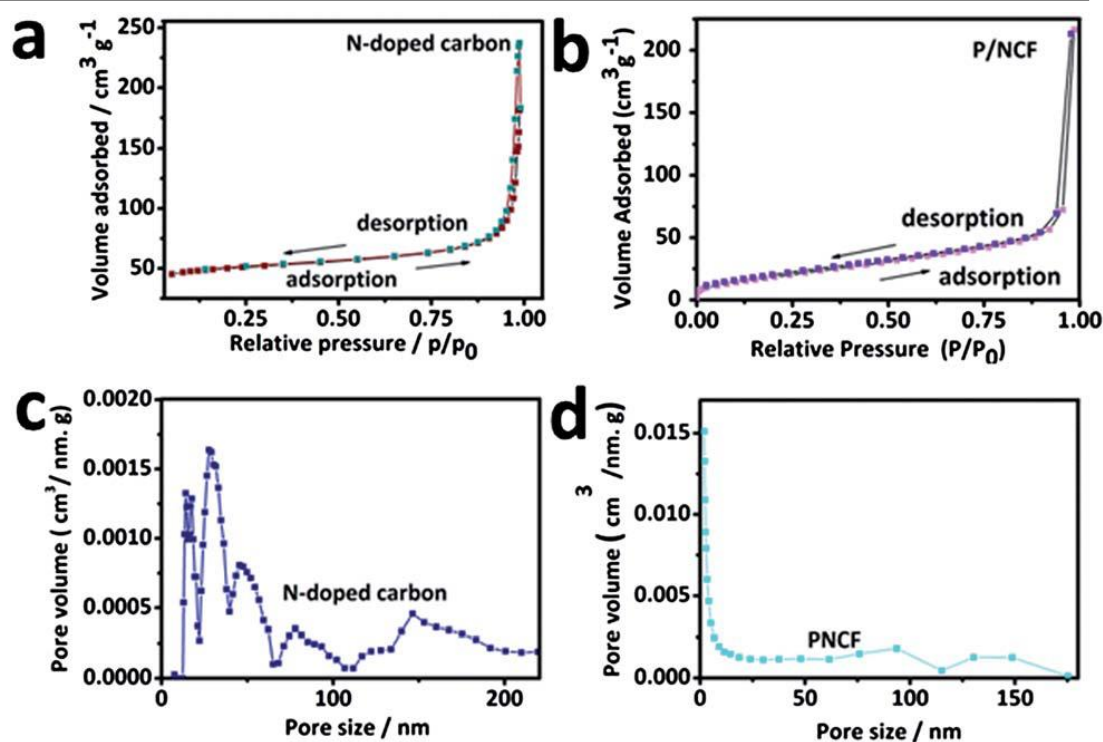 a
N-doped carbon
desorption
adsorption
250
200
150
100
50
0.25 0.50 0.75 1.00
Volume adsorbed / cm³ g⁻¹
Relative pressure / p/p₀
b
P/NCF
desorption
adsorption
200
150
100
50
0
0.00 0.25 0.50 0.75 1.00
Volume Adsorbed (cm³g⁻¹)
Relative Pressure (P/P₀)
c
N-doped carbon
0.0020
0.0015
0.0010
0.0005
0.0000
0 100 200
Pore volume ( cm³/ nm. g)
Pore size / nm
d
PNCF
0.015
0.010
0.005
0.000
0 50 100 150
Pore volume ( cm ³ /nm. g)
Pore size / nm